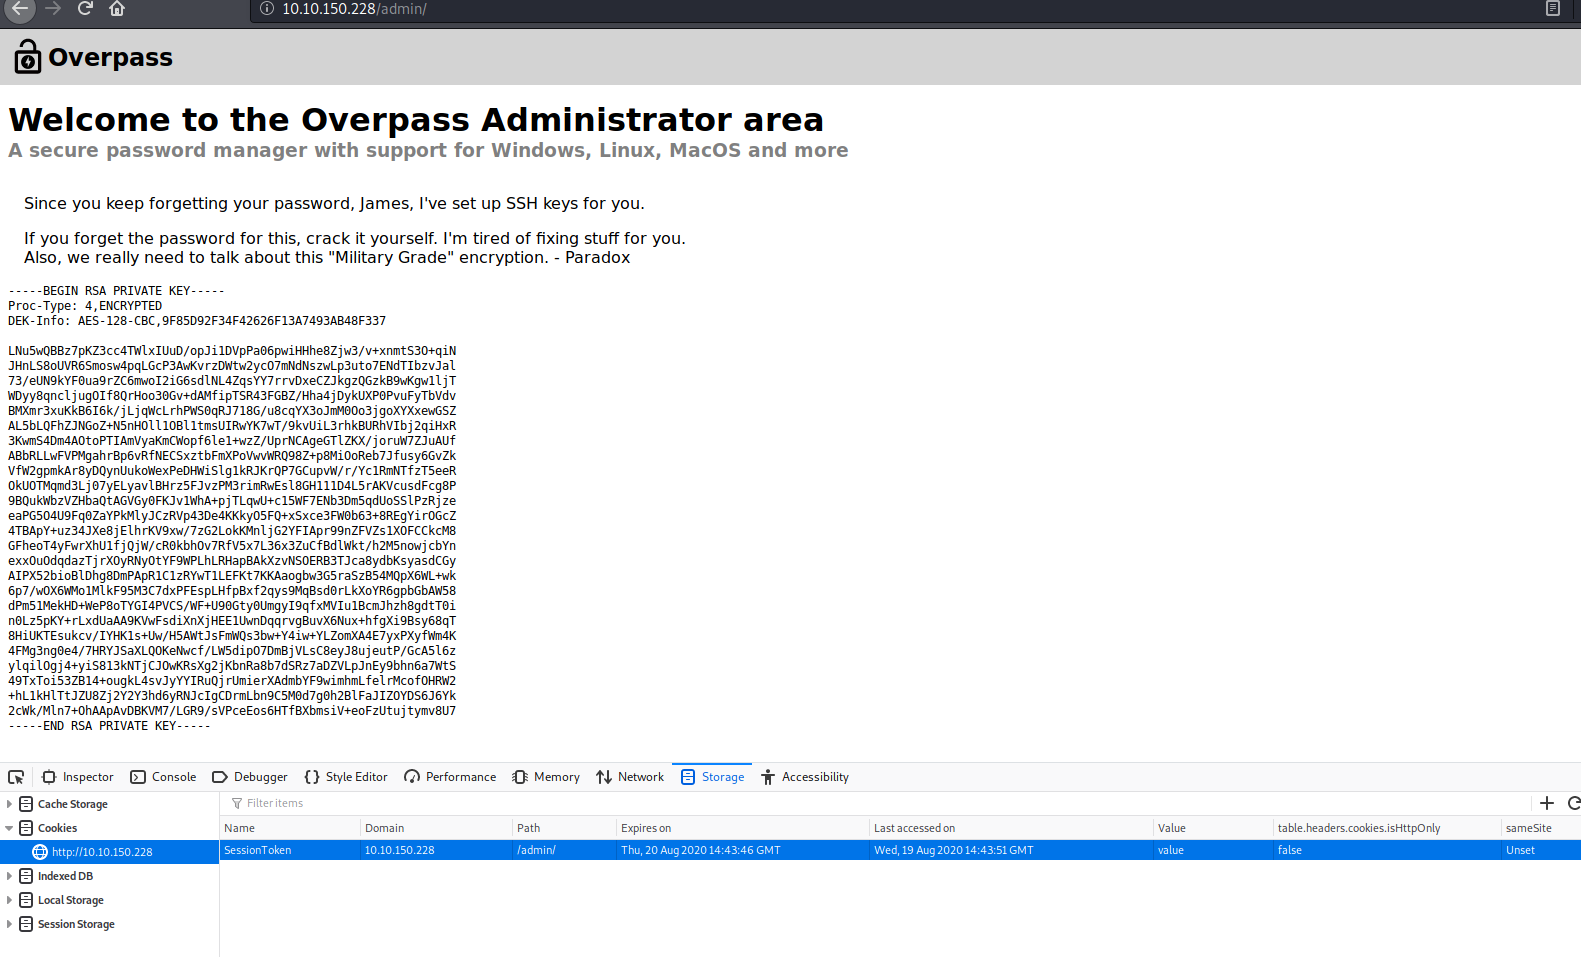 10.10.150.228/admin/
Overpass
Welcome to the Overpass Administrator area
A secure password manager with support for Windows, Linux, MacOS and more
Since you keep forgetting your password, James, I've set up SSH keys for you.
If you forget the password for this, crack it yourself. I'm tired of fixing stuff for you.
Also, we really need to talk about this "Military Grade" encryption. - Paradox
-----BEGIN RSA PRIVATE KEY-----
Proc-Type: 4,ENCRYPTED
DEK-Info: AES-128-CBC,9F85D92F34F42626F13A7493AB48F337
LNu5wQBBz7pKZ3cc4TWlxIUuD/opJi1DVpPa06pwiHHhe8Zjw3/v+xnmtS3O+qiN
JHnLS8oUVR6Smosw4pqLGcP3AwKvrzDWtw2ycO7mNdNszwLp3uto7ENdTIbzvJal
73/eUN9kYF0ua9rZC6mwoI2iG6sdlNL4ZqsYY7rrvDxeCZJkgzQGzkB9wKgw1ljT
WDyy8qncljugOIf8QrHoo30Gv+dAMfipTSR43FGBZ/Hha4jDykUXP0PvuFyTbVdv
BMXmr3xuKkB6I6k/jLjqWcLrhPWS0qRJ718G/u8cqYX3oJmM0Oo3jgoXYXxewGSZ
AL5bLQFhZJNGoZ+N5nHOll1OBl1tmsUIRwYK7wT/9kvUiL3rhkBURhVIbj2qiHxR
3KwmS4Dm4AOtoPTIAmVyaKmCWopf6le1+wzZ/UprNCAgeGTlZKX/joruW7ZJuAUf
ABbRLLwFVPMgahrBp6vRfNECSxztbFmXPoVwvWRQ98Z+p8MiOoReb7Jfusy6GvZk
VfW2gpmkAr8yDQynUukoWexPeDHWiSlg1kRJKrQP7GCupvW/r/Yc1RmNTfzT5eeR
OkUOTMqmd3Lj07yELyavlBHrz5FJvzPM3rimRwEsl8GH111D4L5rAKVcusdFcg8P
9BQukWbzVZHbaQtAGVGy0FKJv1WhA+pjTLqwU+c15WF7ENb3Dm5qdUoSSlPzRjze
eaPG5O4U9Fq0ZaYPkMlyJCzRVp43De4KKkyO5FQ+xSxce3FW0b63+8REgYirOGcZ
4TBApY+uz34JXe8jElhrKV9xw/7zG2LokKMnljG2YFIApr99nZFVZs1XOFCCkcM8
GFheoT4yFwrXhU1fjQjW/cR0kbhOv7RfV5x7L36x3ZuCfBdlWkt/h2M5nowjcbYn
exxOuOdqdazTjrXOyRNyOtYF9WPLhLRHapBAkXzvNSOERB3TJca8ydbKsyasdCGy
AIPX52bioBlDhg8DmPApR1C1zRYwT1LEFKt7KKAaogbw3G5raSzB54MQpX6WL+wk
6p7/wOX6WMo1MlkF95M3C7dxPFEspLHfpBxf2qys9MqBsd0rLkXoYR6gpbGbAW58
dPm51MekHD+WeP8oTYGI4PVCS/WF+U90Gty0UmgyI9qfxMVIu1BcmJhzh8gdtT0i
n0Lz5pKY+rLxdUaAA9KVwFsdiXnXjHEE1UwnDqqrvgBuvX6Nux+hfgXi9Bsy68qT
8HiUKTEsukcv/IYHK1s+Uw/H5AWtJsFmWQs3bw+Y4iw+YLZomXA4E7yxPXyfWm4K
4FMg3ng0e4/7HRYJSaXLQOKeNwcf/LW5dipO7DmBjVLsC8eyJ8ujeutP/GcA5l6z
ylqilOgj4+yiS813kNTjCJOwKRsXg2jKbnRa8b7dSRz7aDZVLpJnEy9bhn6a7WtS
49TxToi53ZB14+ougkL4svJyYYIRuQjrUmierXAdmbYF9wimhmLfelrMcofOHRW2
+hL1kHlTtJZU8Zj2Y2Y3hd6yRNJcIgCDrmLbn9C5M0d7g0h2BlFaJIZOYDS6J6Yk
2cWk/Mln7+OhAApAvDBKVM7/LGR9/sVPceEos6HTfBXbmsiV+eoFzUtujtymv8U7
-----END RSA PRIVATE KEY-----
Inspector Console Debugger Style Editor Performance Memory Network Storage Accessibility
Cache Storage
Filter items
Cookies
Name Domain Path Expires on Last accessed on Value table.headers.cookies.isHttpOnly sameSite
http://10.10.150.228
SessionToken 10.10.150.228 /admin/ Thu, 20 Aug 2020 14:43:46 GMT Wed, 19 Aug 2020 14:43:51 GMT value false Unset
Indexed DB
Local Storage
Session Storage